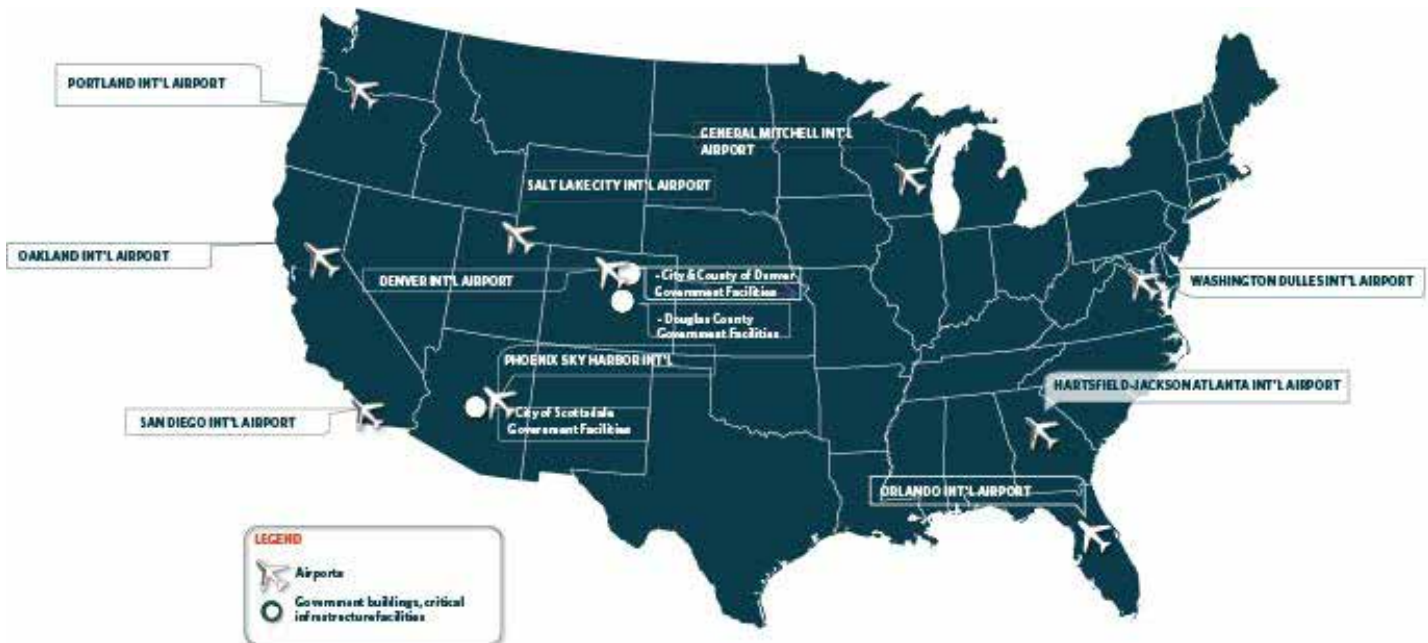 PORTLAND INT'L AIRPORT
GENERAL MITCHELL INT'L
AIRPORT
SALT LAKE CITY INT'L AIRPORT
OAKLAND INT'L AIRPORT
DENVER INT'L AIRPORT
- City & County of Denver
Government Facilities
WASHINGTON DULLES INT'L AIRPORT
- Douglas County
Government Facilities
PHOENIX SKY HARBOR INT'L
HARTSFIELD-JACKSON ATLANTA INT'L AIRPORT
SAN DIEGO INT'L AIRPORT
- City of Scottsdale
Government Facilities
ORLANDO INT'L AIRPORT
LEGEND
Airports
Government buildings, critical
infrastructure facilities